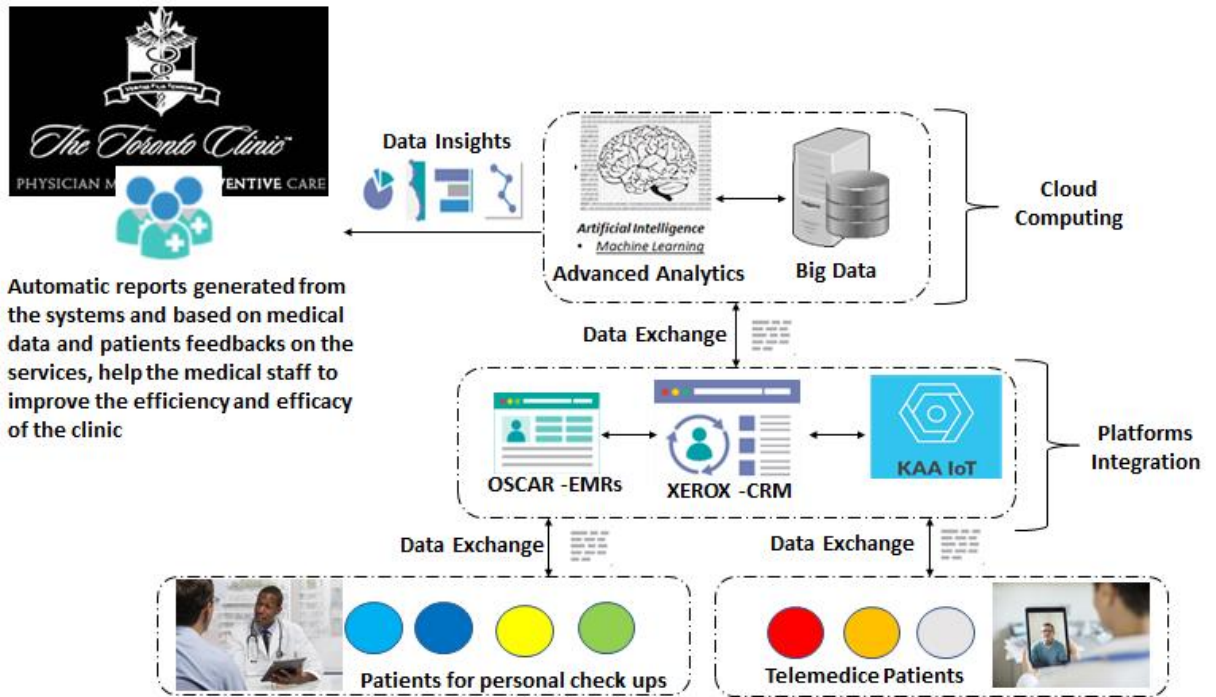 The Toronto Clinic™
PHYSICIAN M
VENTIVE CARE
Data Insights
Artificial Intelligence
• Machine Learning
Advanced Analytics
Big Data
Cloud
Computing
Automatic reports generated from
the systems and based on medical
data and patients feedbacks on the
services, help the medical staff to
improve the efficiency and efficacy
of the clinic
Data Exchange
OSCAR -EMRs
XEROX -CRM
KAA IoT
Platforms
Integration
Data Exchange
Data Exchange
Patients for personal check ups
Telemedice Patients